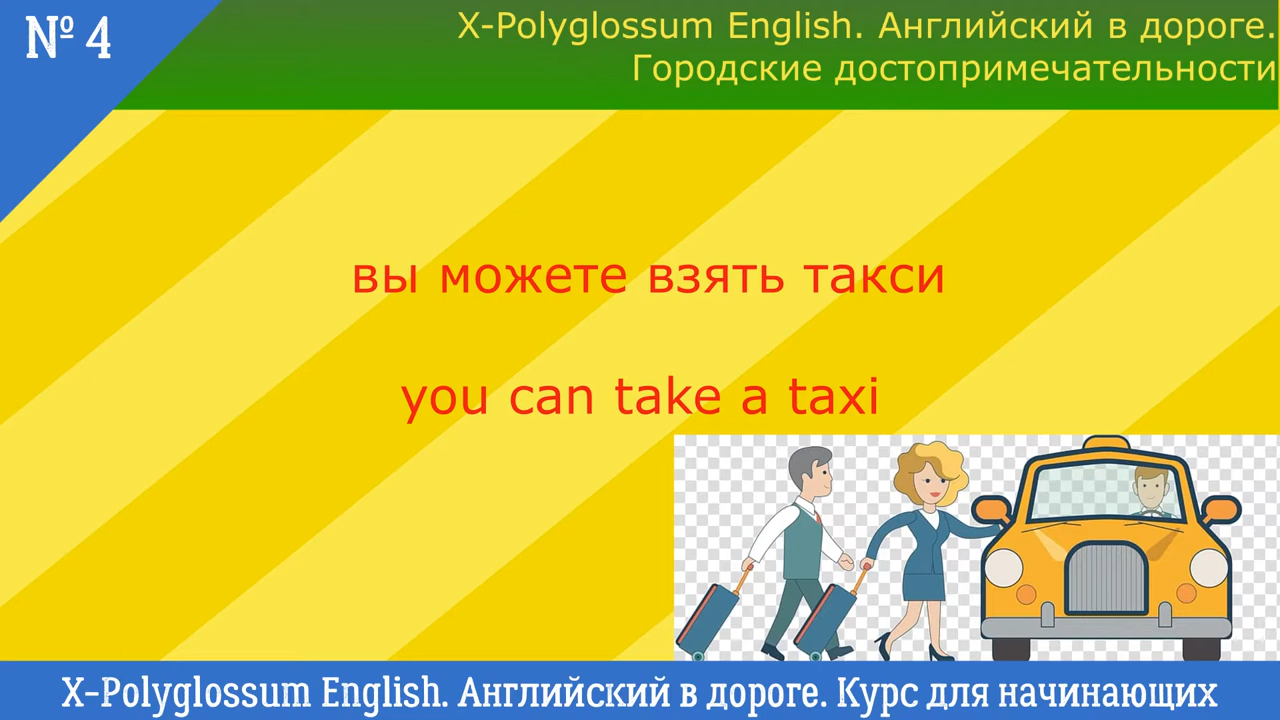 № 4
X-Polyglossum English. Английский в дороге.
Городские достопримечательности
вы можете взять такси
you can take a taxi
X-Polyglossum English. Английский в дороге. Курс для начинающих